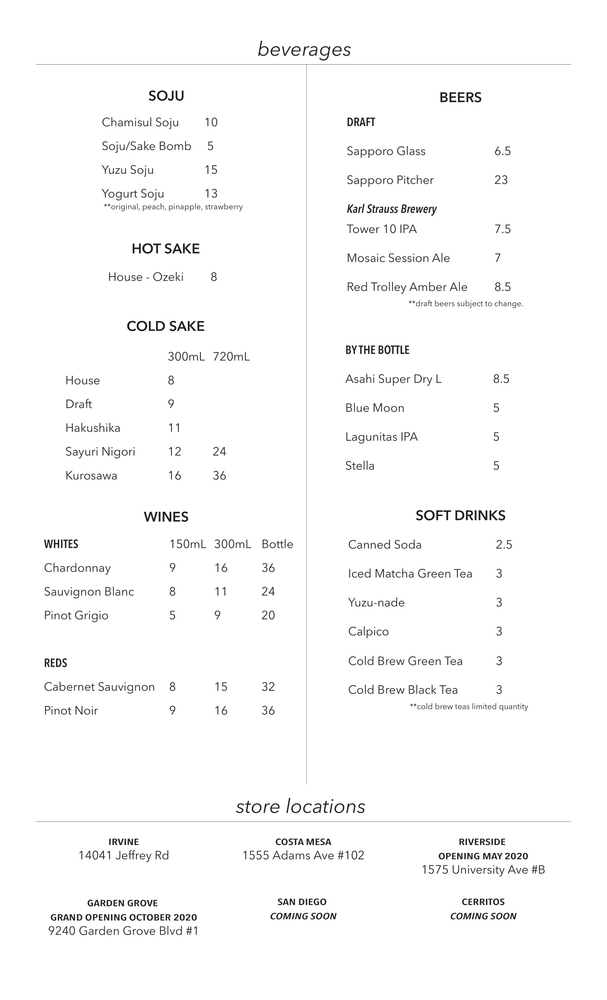 beverages
SOJU
Chamisul Soju 10
Soju/Sake Bomb 5
Yuzu Soju 15
Yogurt Soju 13
**original, peach, pinapple, strawberry
HOT SAKE
House - Ozeki 8
COLD SAKE
300mL 720mL
House 8
Draft 9
Hakushika 11
Sayuri Nigori 12 24
Kurosawa 16 36
WINES
WHITES 150mL 300mL Bottle
Chardonnay 9 16 36
Sauvignon Blanc 8 11 24
Pinot Grigio 5 9 20
REDS
Cabernet Sauvignon 8 15 32
Pinot Noir 9 16 36
BEERS
DRAFT
Sapporo Glass 6.5
Sapporo Pitcher 23
Karl Strauss Brewery
Tower 10 IPA 7.5
Mosaic Session Ale 7
Red Trolley Amber Ale 8.5
**draft beers subject to change.
BY THE BOTTLE
Asahi Super Dry L 8.5
Blue Moon 5
Lagunitas IPA 5
Stella 5
SOFT DRINKS
Canned Soda 2.5
Iced Matcha Green Tea 3
Yuzu-nade 3
Calpico 3
Cold Brew Green Tea 3
Cold Brew Black Tea 3
**cold brew teas limited quantity
store locations
IRVINE
14041 Jeffrey Rd
COSTA MESA
1555 Adams Ave #102
RIVERSIDE
OPENING MAY 2020
1575 University Ave #B
GARDEN GROVE
GRAND OPENING OCTOBER 2020
9240 Garden Grove Blvd #1
SAN DIEGO
COMING SOON
CERRITOS
COMING SOON